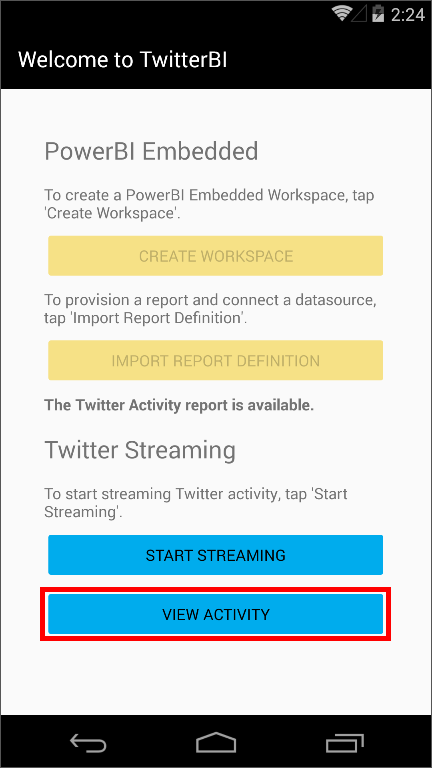 2:24
Welcome to TwitterBI
PowerBI Embedded
To create a PowerBI Embedded Workspace, tap
'Create Workspace'.
CREATE WORKSPACE
To provision a report and connect a datasource,
tap 'Import Report Definition'.
IMPORT REPORT DEFINITION
The Twitter Activity report is available.
Twitter Streaming
To start streaming Twitter activity, tap 'Start
Streaming'.
START STREAMING
VIEW ACTIVITY